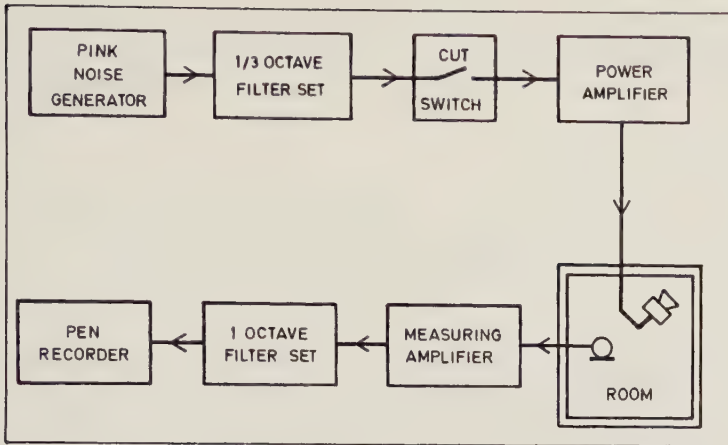 PINK
NOISE
GENERATOR
1/3 OCTAVE
FILTER SET
CUT
SWITCH
POWER
AMPLIFIER
PEN
RECORDER
1 OCTAVE
FILTER SET
MEASURING
AMPLIFIER
ROOM